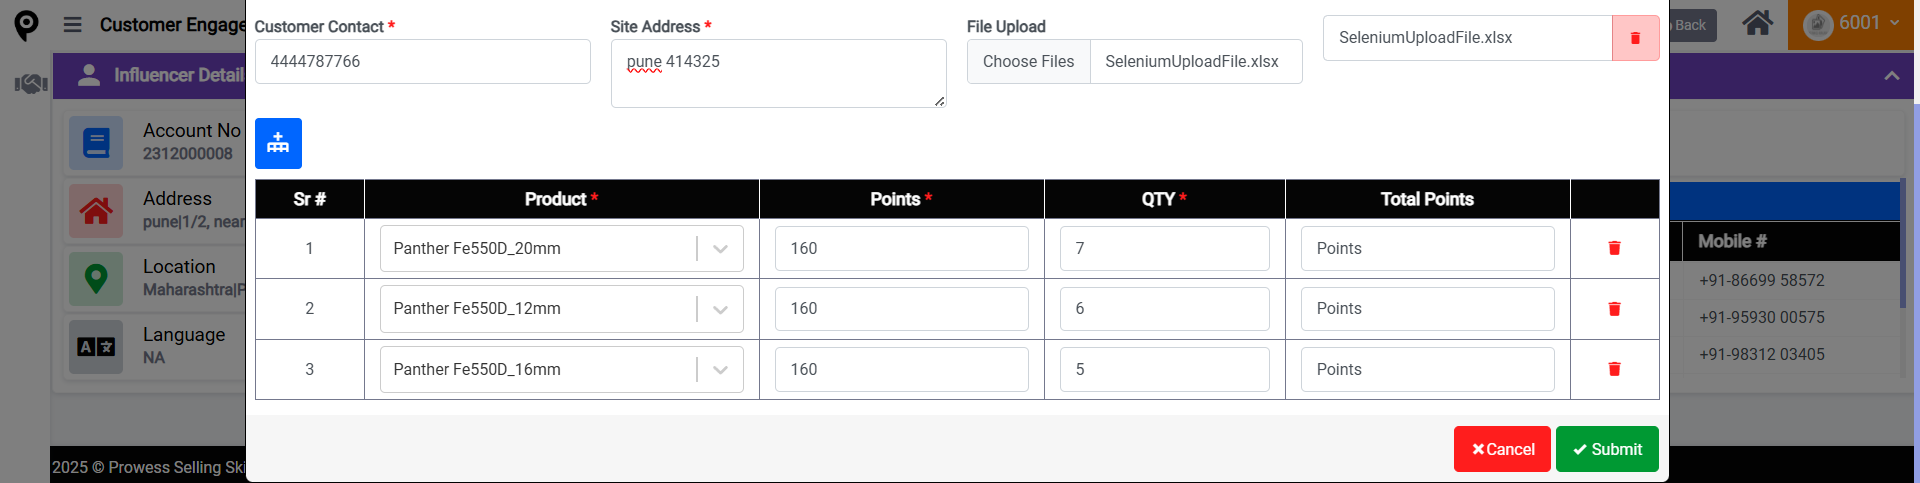 Customer Engage
Customer Contact *
Site Address *
File Upload
4444787766
pune 414325
Choose Files
SeleniumUploadFile.xlsx
SeleniumUploadFile.xlsx
Back
6001
Influencer Detail
Account No
2312000008
Address
pune|1/2, near
Location
Maharashtra|P
Language
NA
Sr # Product * Points * QTY * Total Points
1 Panther Fe550D_20mm 160 7 Points
2 Panther Fe550D_12mm 160 6 Points
3 Panther Fe550D_16mm 160 5 Points
Mobile #
+91-86699 58572
+91-95930 00575
+91-98312 03405
Cancel
Submit
2025 © Prowess Selling Ski